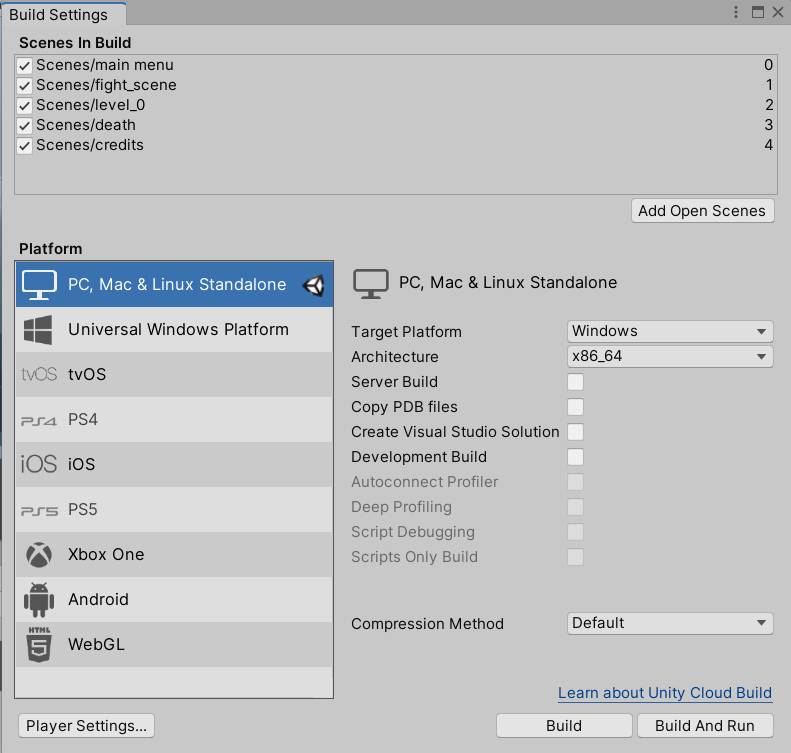 Build Settings
Scenes In Build
Scenes/main menu 0
Scenes/fight_scene 1
Scenes/level_0 2
Scenes/death 3
Scenes/credits 4
Add Open Scenes
Platform
PC, Mac & Linux Standalone
Universal Windows Platform
tvOS tvOS
PS4 PS4
iOS iOS
PS5 PS5
Xbox One
Android
HTML 5 WebGL
PC, Mac & Linux Standalone
Target Platform Windows
Architecture x86_64
Server Build
Copy PDB files
Create Visual Studio Solution
Development Build
Autoconnect Profiler
Deep Profiling
Script Debugging
Scripts Only Build
Compression Method Default
Learn about Unity Cloud Build
Player Settings... Build Build And Run